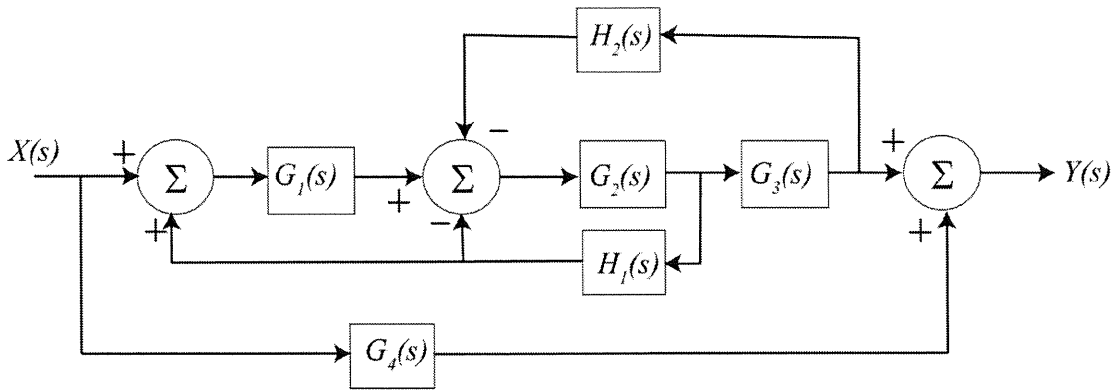 H₂(s)
X(s)
+
Σ
+
G₁(s)
+
−
−
Σ
G₂(s)
G₃(s)
+
Σ
+
Y(s)
H₁(s)
G₄(s)